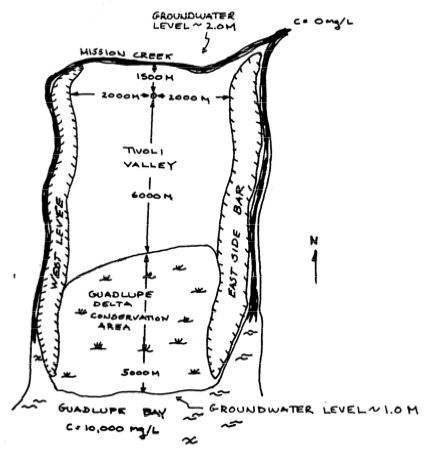 GROUNDWATER
LEVEL ~ 2.0 M
C = 0 mg/L
MISSION CREEK
1500 M
2000 M
2000 M
TIVOLI
VALLEY
6000 M
WEST LEVEE
EAST SIDE BAR
N
GUADLUPE
DELTA
CONSERVATION
AREA
5000 M
GUADLUPE BAY
C = 10,000 mg/L
GROUNDWATER LEVEL ~ 1.0 M